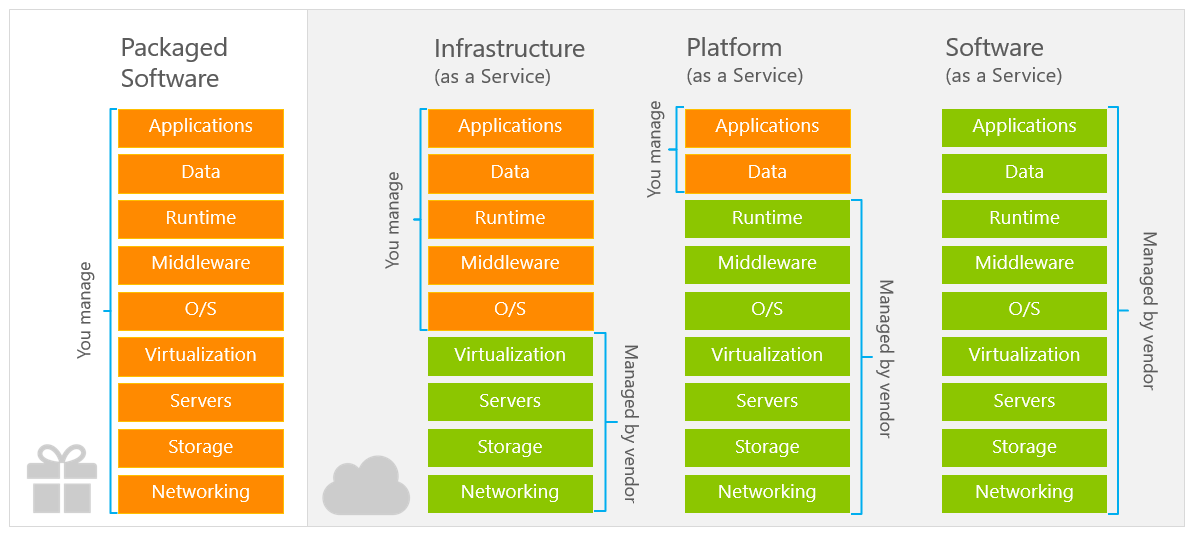 Packaged
Software
You manage
Applications
Data
Runtime
Middleware
O/S
Virtualization
Servers
Storage
Networking
Infrastructure
(as a Service)
You manage
Applications
Data
Runtime
Middleware
O/S
Virtualization
Servers
Storage
Networking
Managed by vendor
Platform
(as a Service)
You manage
Applications
Data
Runtime
Middleware
O/S
Virtualization
Servers
Storage
Networking
Managed by vendor
Software
(as a Service)
Applications
Data
Runtime
Middleware
O/S
Virtualization
Servers
Storage
Networking
Managed by vendor